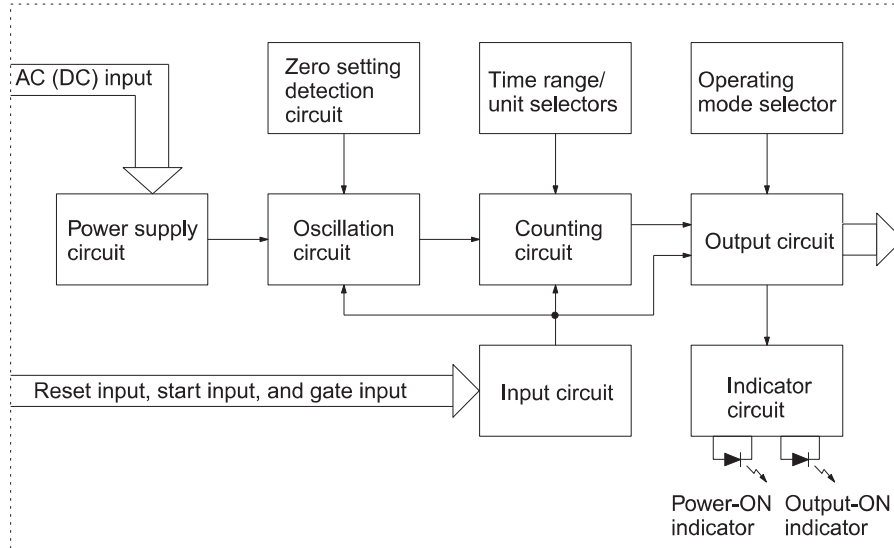 AC (DC) input
Zero setting
detection
circuit
Time range/
unit selectors
Operating
mode selector
Power supply
circuit
Oscillation
circuit
Counting
circuit
Output circuit
Reset input, start input, and gate input
Input circuit
Indicator
circuit
Power-ON
indicator
Output-ON
indicator